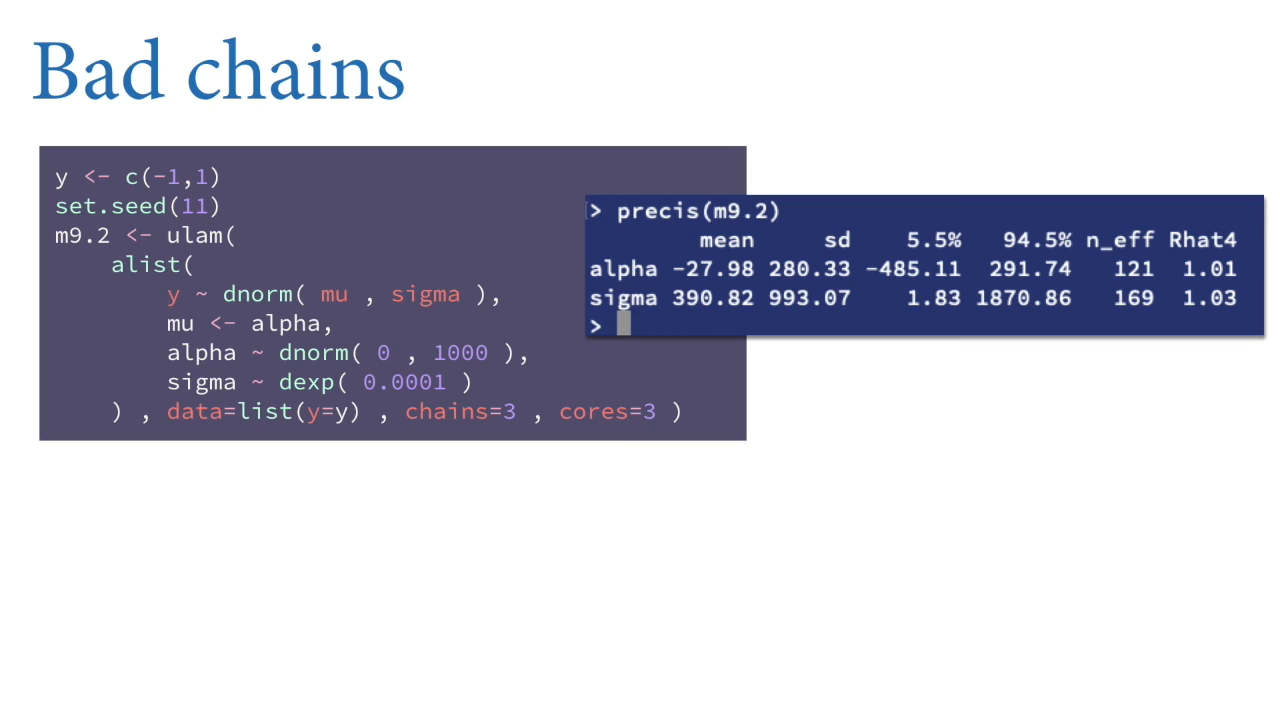 Bad chains
y <- c(-1,1)
set.seed(11)
m9.2 <- ulam(
alist(
y ~ dnorm( mu , sigma ),
mu <- alpha,
alpha ~ dnorm( 0 , 1000 ),
sigma ~ dexp( 0.0001 )
) , data=list(y=y) , chains=3 , cores=3 )
> precis(m9.2)
mean sd 5.5% 94.5% n_eff Rhat4
alpha -27.98 280.33 -485.11 291.74 121 1.01
sigma 390.82 993.07 1.83 1870.86 169 1.03
>